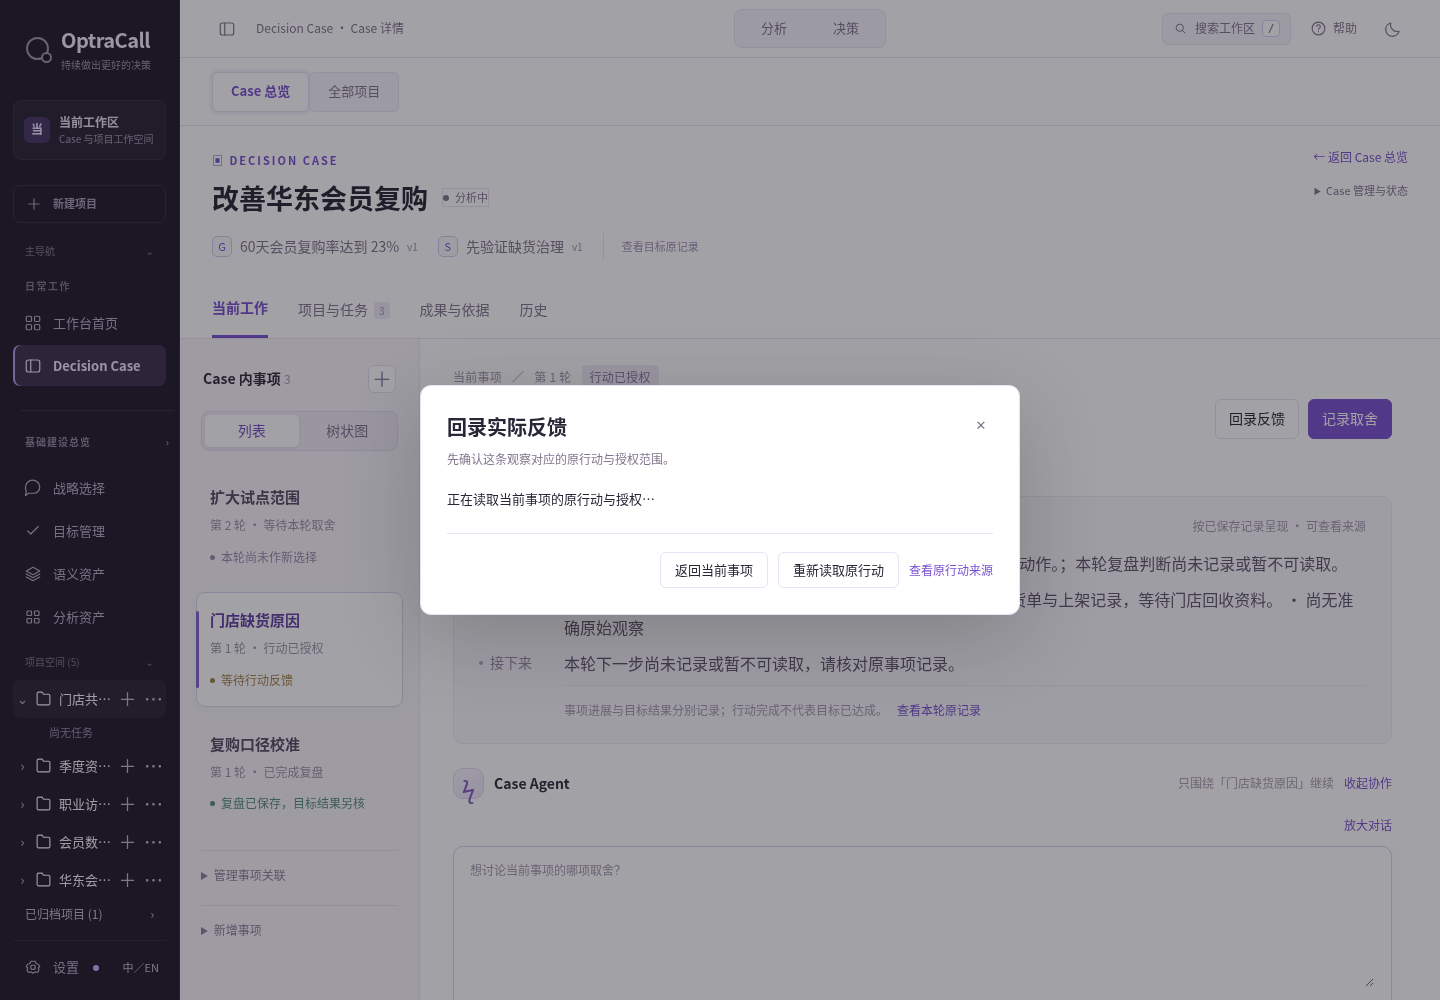 OptraCall
持续做出更好的决策
当 当前工作区
Case 与项目工作空间
新建项目
主导航
日常工作
工作台首页
Decision Case
基础建设总览
战略选择
目标管理
语义资产
分析资产
项目空间 (5)
门店共…
尚无任务
季度资…
职业访…
会员数…
华东会…
已归档项目 (1)
设置
中／EN
Decision Case · Case 详情
分析 决策
搜索工作区 /
帮助
Case 总览 全部项目
DECISION CASE
← 返回 Case 总览
改善华东会员复购
分析中
▶ Case 管理与状态
G 60天会员复购率达到 23% v1 S 先验证缺货治理 v1 查看目标原记录
当前工作 项目与任务 3 成果与依据 历史
Case 内事项 3
列表 树状图
扩大试点范围
第 2 轮 · 等待本轮取舍
本轮尚未作新选择
门店缺货原因
第 1 轮 · 行动已授权
等待行动反馈
复购口径校准
第 1 轮 · 已完成复盘
复盘已保存，目标结果另核
▶ 管理事项关联
▶ 新增事项
当前事项 ／ 第 1 轮 行动已授权
回录反馈 记录取舍
回录实际反馈 ×
先确认这条观察对应的原行动与授权范围。
正在读取当前事项的原行动与授权…
返回当前事项 重新读取原行动 查看原行动来源
按已保存记录呈现 · 可查看来源
动作。；本轮复盘判断尚未记录或暂不可读取。
货单与上架记录，等待门店回收资料。 · 尚无准
确原始观察
接下来 本轮下一步尚未记录或暂不可读取，请核对原事项记录。
事项进展与目标结果分别记录；行动完成不代表目标已达成。 查看本轮原记录
Case Agent
只围绕「门店缺货原因」继续 收起协作
放大对话
想讨论当前事项的哪项取舍？